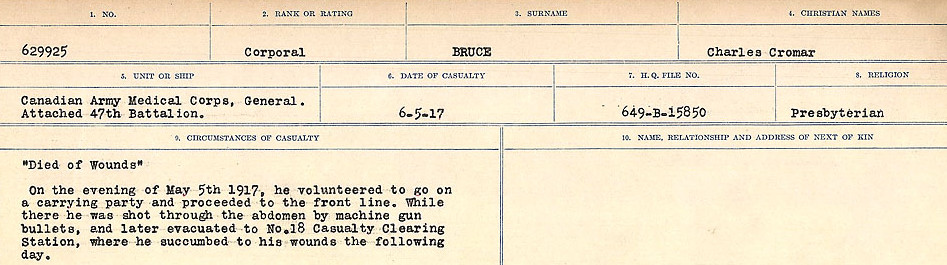 1. NO. 2. RANK OR RATING 3. SURNAME 4. CHRISTIAN NAMES
629925 Corporal BRUCE Charles Cromar
5. UNIT OR SHIP 6. DATE OF CASUALTY 7. H. Q. FILE NO. 8. RELIGION
Canadian Army Medical Corps, General.
Attached 47th Battalion. 6-5-17 649-B-15850 Presbyterian
9. CIRCUMSTANCES OF CASUALTY 10. NAME, RELATIONSHIP AND ADDRESS OF NEXT OF KIN
"Died of Wounds"
On the evening of May 5th 1917, he volunteered to go on
a carrying party and proceeded to the front line. While
there he was shot through the abdomen by machine gun
bullets, and later evacuated to No.18 Casualty Clearing
Station, where he succumbed to his wounds the following
day.